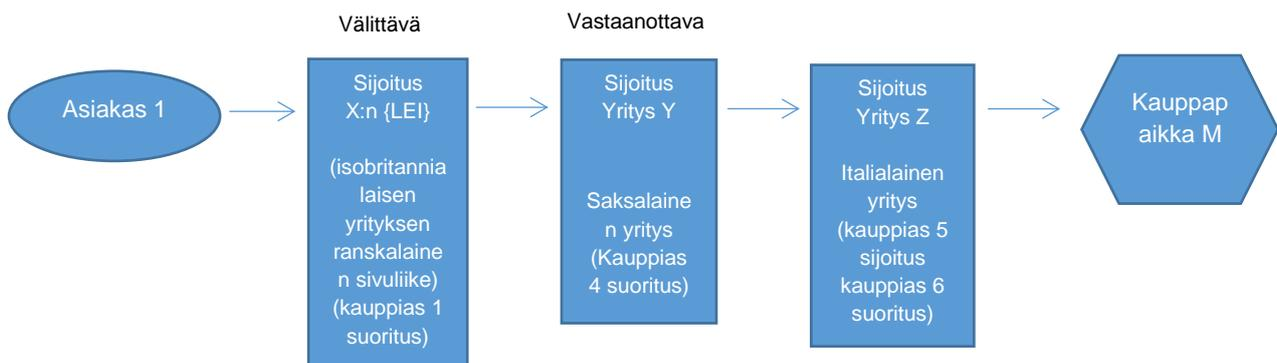 Välittävä
Vastaanottava
Asiakas 1
Sijoitus
X:n {LEI}
(isobritannia
laisen
yrityksen
ranskalaine
n sivuliike)
(kauppias 1
suoritus)
Sijoitus
Yritys Y
Saksalaine
n yritys
(Kauppias
4 suoritus)
Sijoitus
Yritys Z
Italialainen
yritys
(kauppias 5
sijoitus
kauppias 6
suoritus)
Kauppap
aikka M